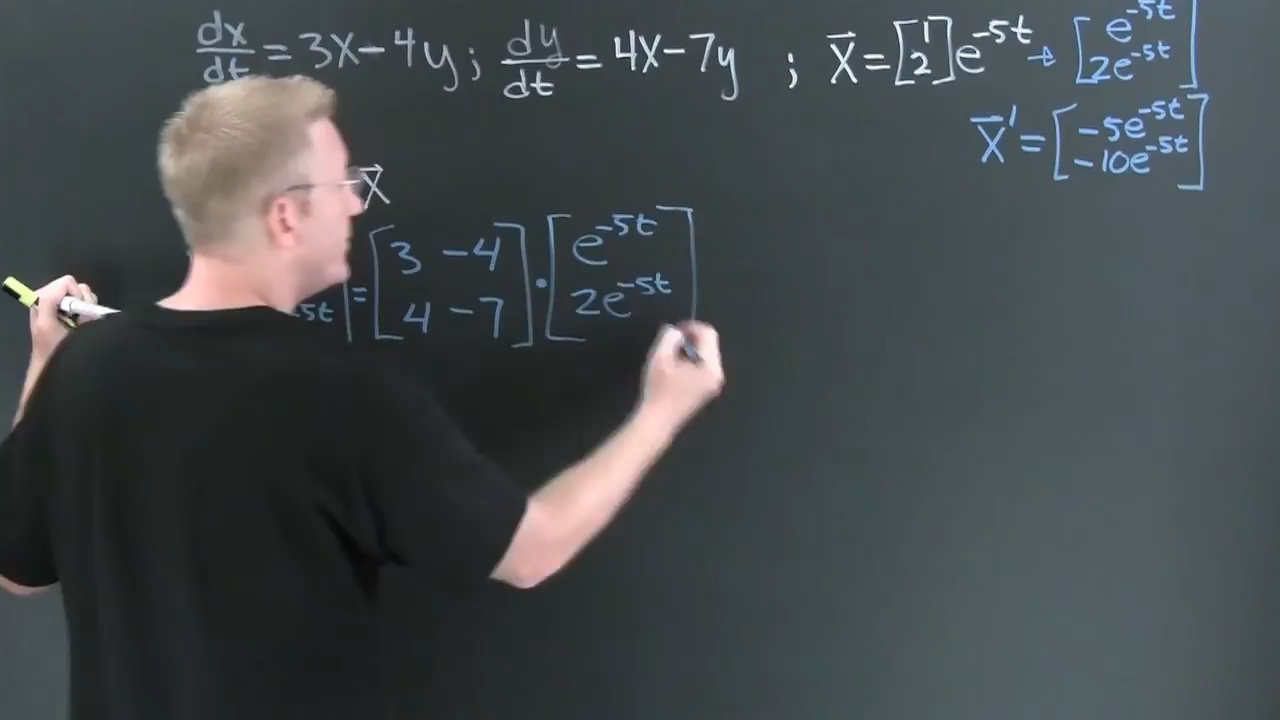 dx/dt = 3x - 4y; dy/dt = 4x - 7y ; X⃗ = [1 2] e^-5t → [e^-5t 2e^-5t]
X⃗' = [-5e^-5t -10e^-5t]
X⃗
5t] = [3 -4 4 -7] · [e^-5t 2e^-5t]